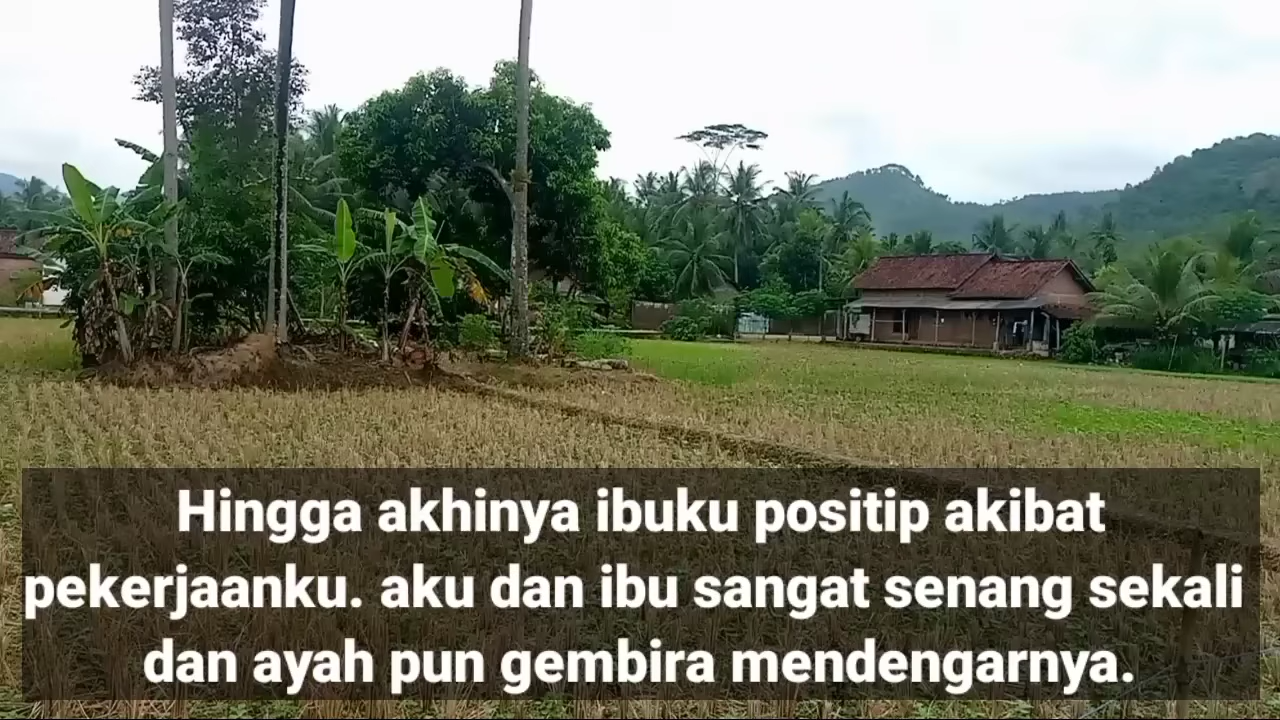 Hingga akhinya ibuku positip akibat
pekerjaanku. aku dan ibu sangat senang sekali
dan ayah pun gembira mendengarnya.